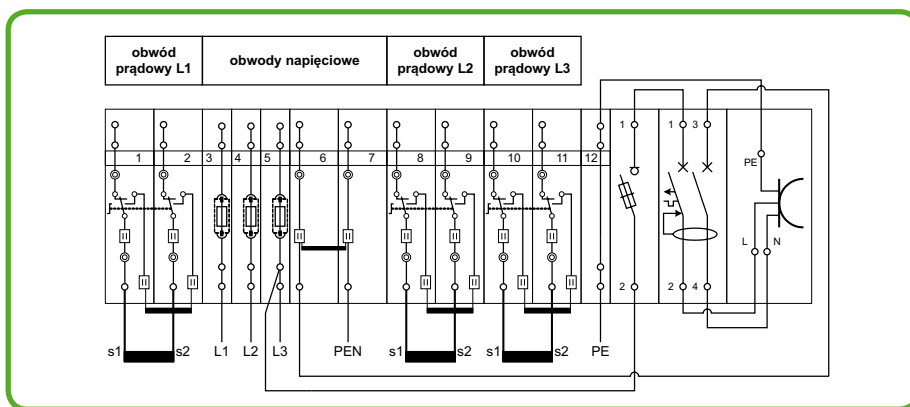 obwód
prądowy L1
obwody napięciowe
obwód
prądowy L2
obwód
prądowy L3
1 1 3
1 2 3 4 5 6 7 8 9 10 11 12
PE
L N
2 2 4
s1 s2 L1 L2 L3 PEN s1 s2 s1 s2 PE